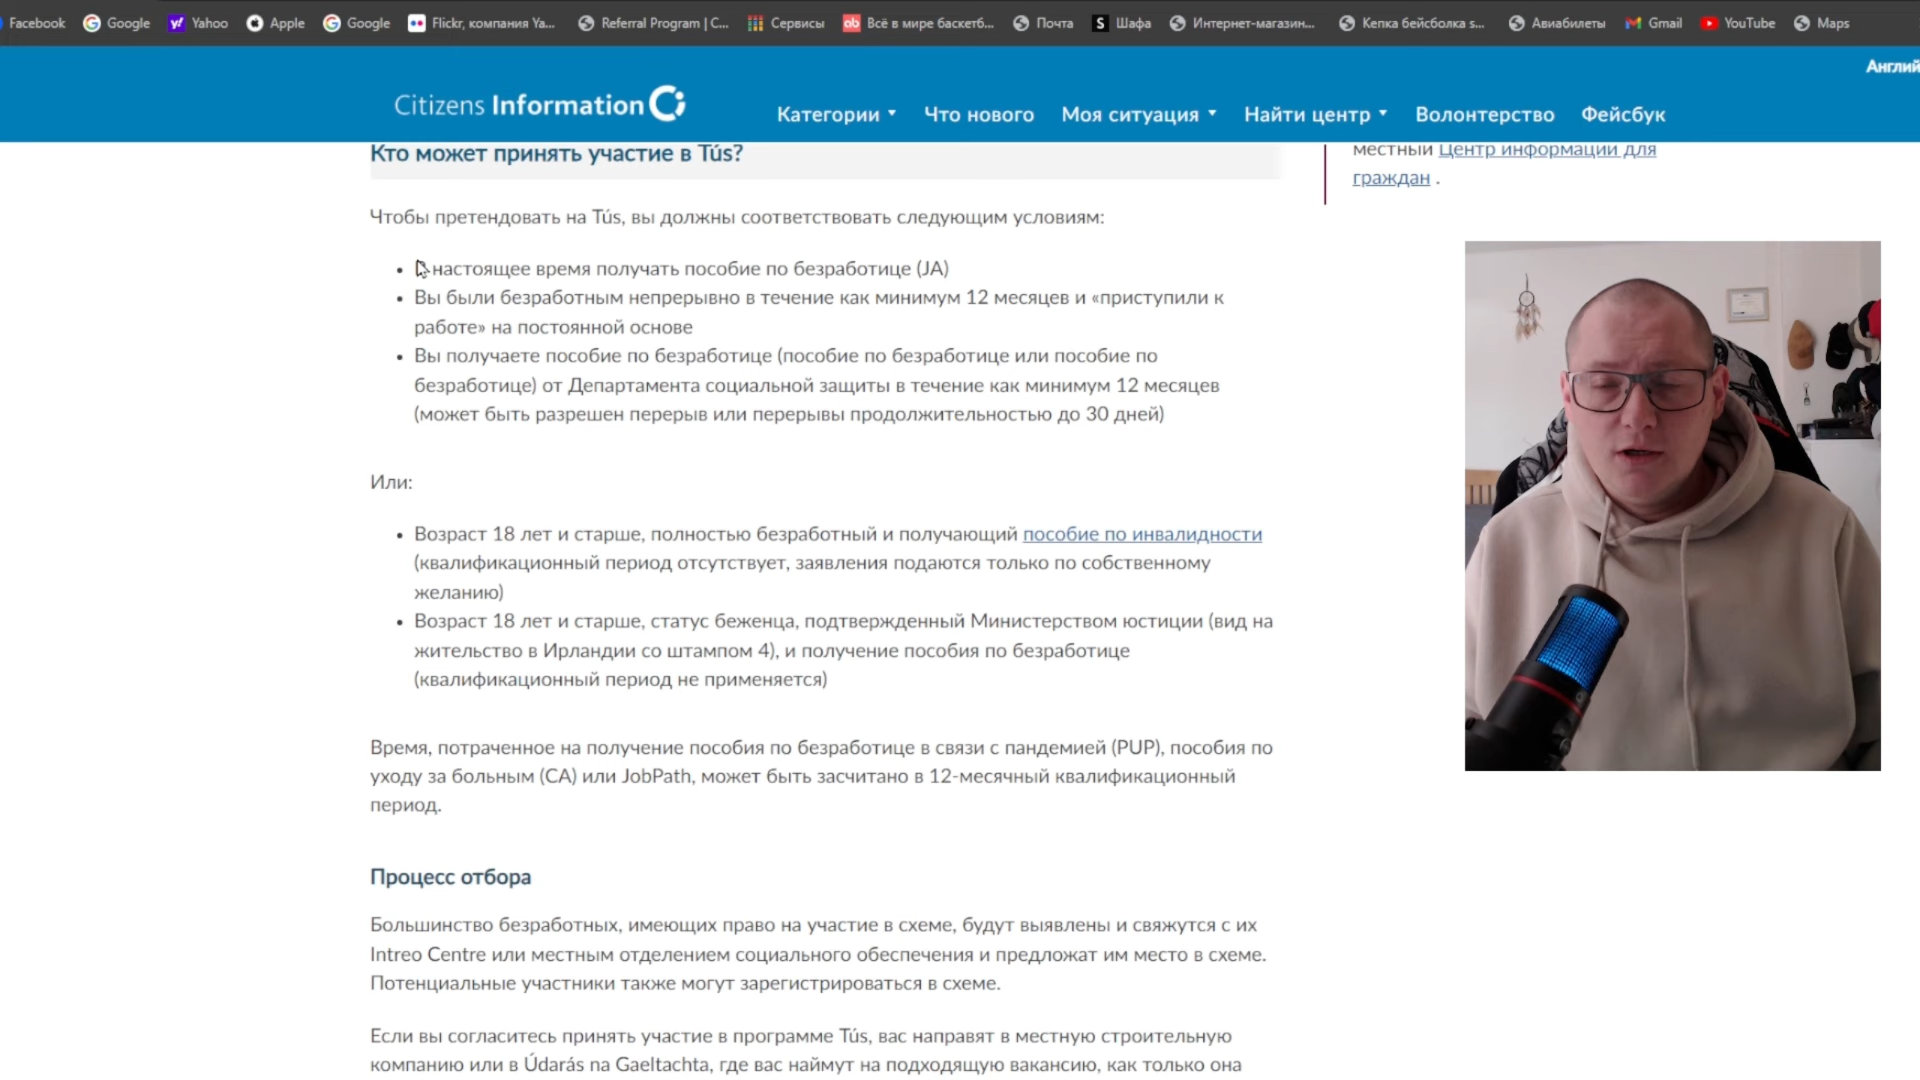 Facebook Google Yahoo Apple Google Flickr, компания Ya... Referral Program | C... Сервисы Всё в мире баскетб... Почта Шафа Интернет-магазин... Кепка бейсболка s... Авиабилеты Gmail YouTube Maps
Англий
Citizens Information
Категории Что нового Моя ситуация Найти центр Волонтерство Фейсбук
Кто может принять участие в Tús?
местный Центр информации для
граждан .
Чтобы претендовать на Tús, вы должны соответствовать следующим условиям:
• настоящее время получать пособие по безработице (JA)
• Вы были безработным непрерывно в течение как минимум 12 месяцев и «приступили к
работе» на постоянной основе
• Вы получаете пособие по безработице (пособие по безработице или пособие по
безработице) от Департамента социальной защиты в течение как минимум 12 месяцев
(может быть разрешен перерыв или перерывы продолжительностью до 30 дней)
Или:
• Возраст 18 лет и старше, полностью безработный и получающий пособие по инвалидности
(квалификационный период отсутствует, заявления подаются только по собственному
желанию)
• Возраст 18 лет и старше, статус беженца, подтвержденный Министерством юстиции (вид на
жительство в Ирландии со штампом 4), и получение пособия по безработице
(квалификационный период не применяется)
Время, потраченное на получение пособия по безработице в связи с пандемией (PUP), пособия по
уходу за больным (CA) или JobPath, может быть засчитано в 12-месячный квалификационный
период.
Процесс отбора
Большинство безработных, имеющих право на участие в схеме, будут выявлены и свяжутся с их
Intreo Centre или местным отделением социального обеспечения и предложат им место в схеме.
Потенциальные участники также могут зарегистрироваться в схеме.
Если вы согласитесь принять участие в программе Tús, вас направят в местную строительную
компанию или в Údarás na Gaeltachta, где вас наймут на подходящую вакансию, как только она